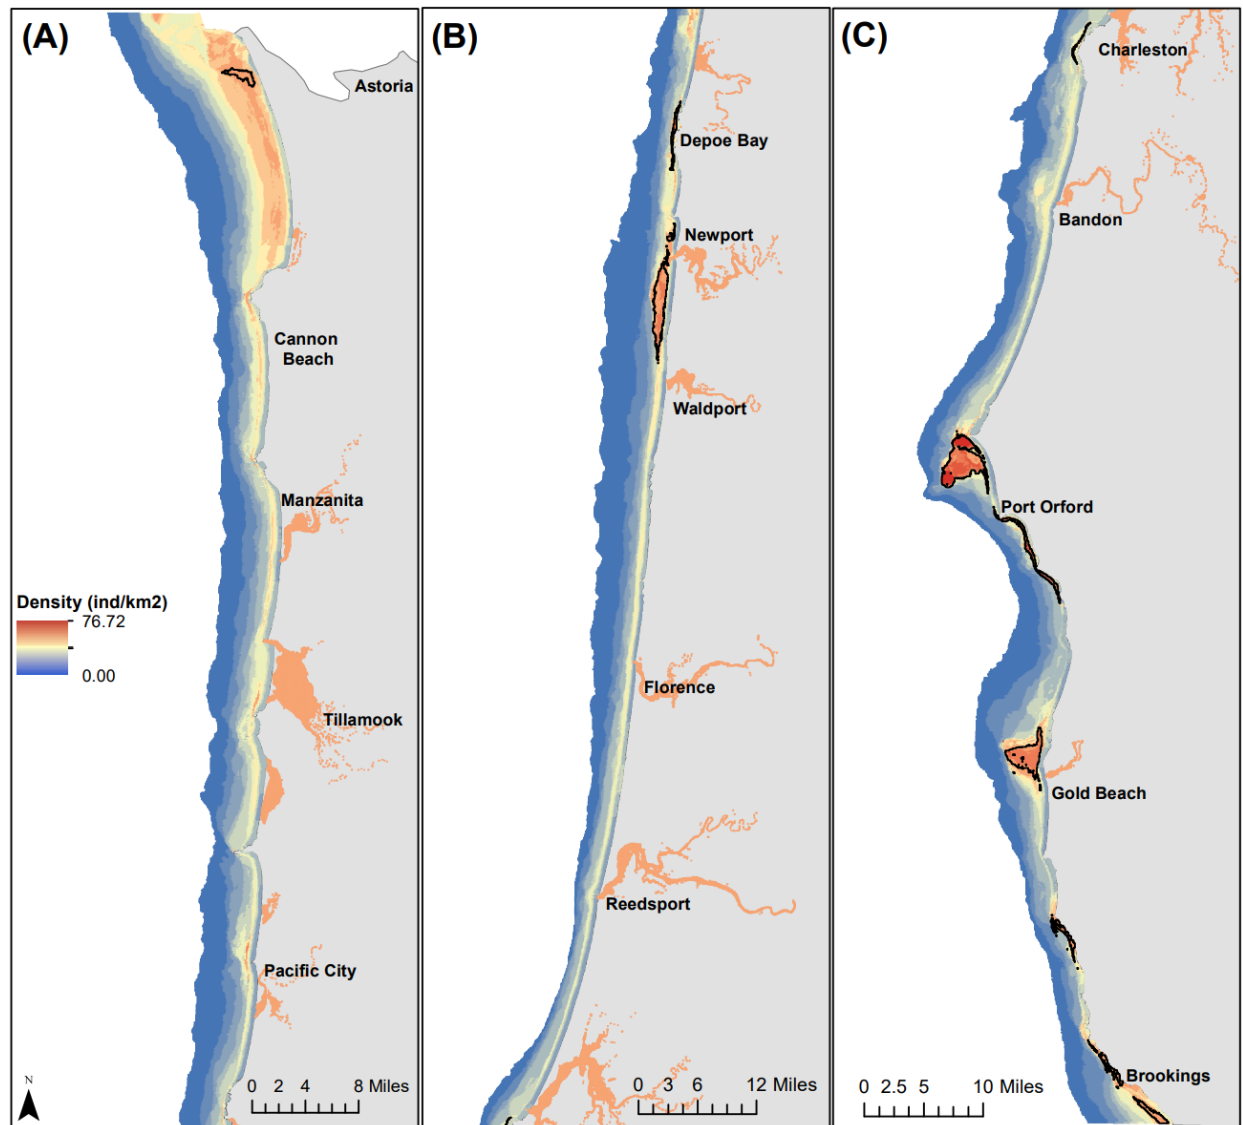 (A)
Astoria
Cannon
Beach
Manzanita
Density (ind/km2)
76.72
0.00
Tillamook
Pacific City
N
0 2 4 8 Miles
(B)
Depoe Bay
Newport
Waldport
Florence
Reedsport
0 3 6 12 Miles
(C)
Charleston
Bandon
Port Orford
Gold Beach
Brookings
0 2.5 5 10 Miles